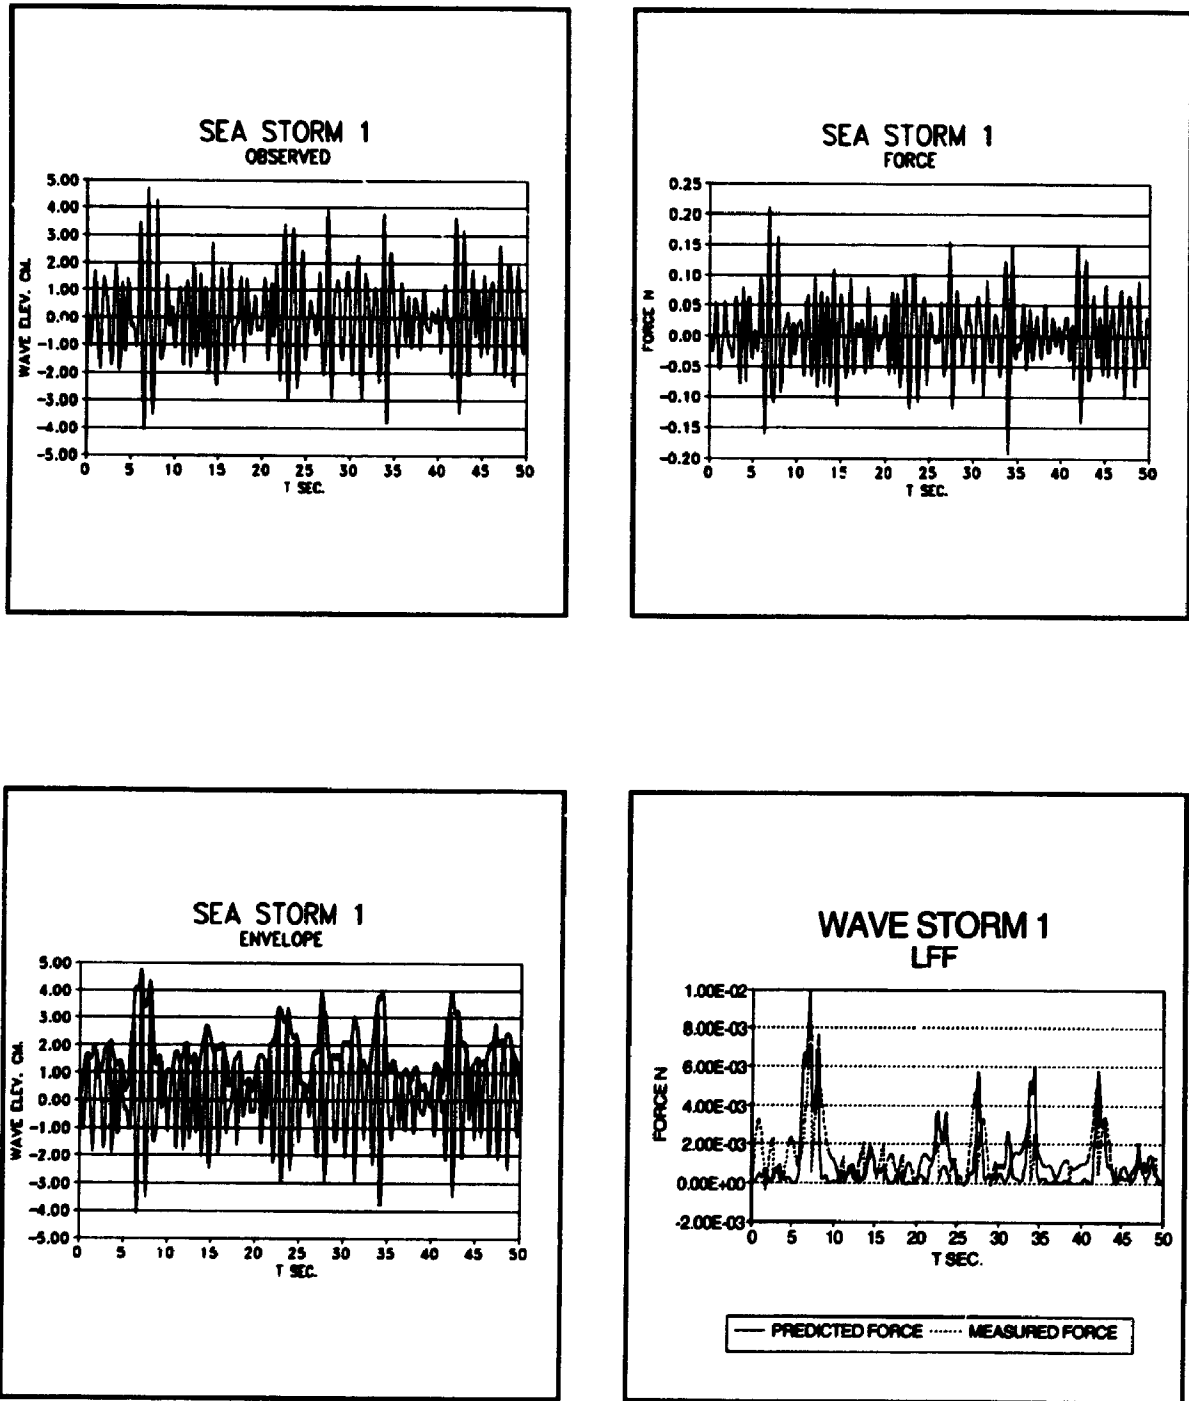 SEA STORM 1
OBSERVED
5.00
4.00
3.00
2.00
1.00
0.00
-1.00
-2.00
-3.00
-4.00
-5.00
WAVE ELEV. CM.
0 5 10 15 20 25 30 35 40 45 50
T SEC.
SEA STORM 1
FORCE
0.25
0.20
0.15
0.10
0.05
0.00
-0.05
-0.10
-0.15
-0.20
FORCE N
0 5 10 15 20 25 30 35 40 45 50
T SEC.
SEA STORM 1
ENVELOPE
5.00
4.00
3.00
2.00
1.00
0.00
-1.00
-2.00
-3.00
-4.00
-5.00
WAVE ELEV. CM.
0 5 10 15 20 25 30 35 40 45 50
T SEC.
WAVE STORM 1
LFF
1.00E-02
8.00E-03
6.00E-03
4.00E-03
2.00E-03
0.00E+00
-2.00E-03
FORCE N
0 5 10 15 20 25 30 35 40 45 50
T SEC.
PREDICTED FORCE MEASURED FORCE